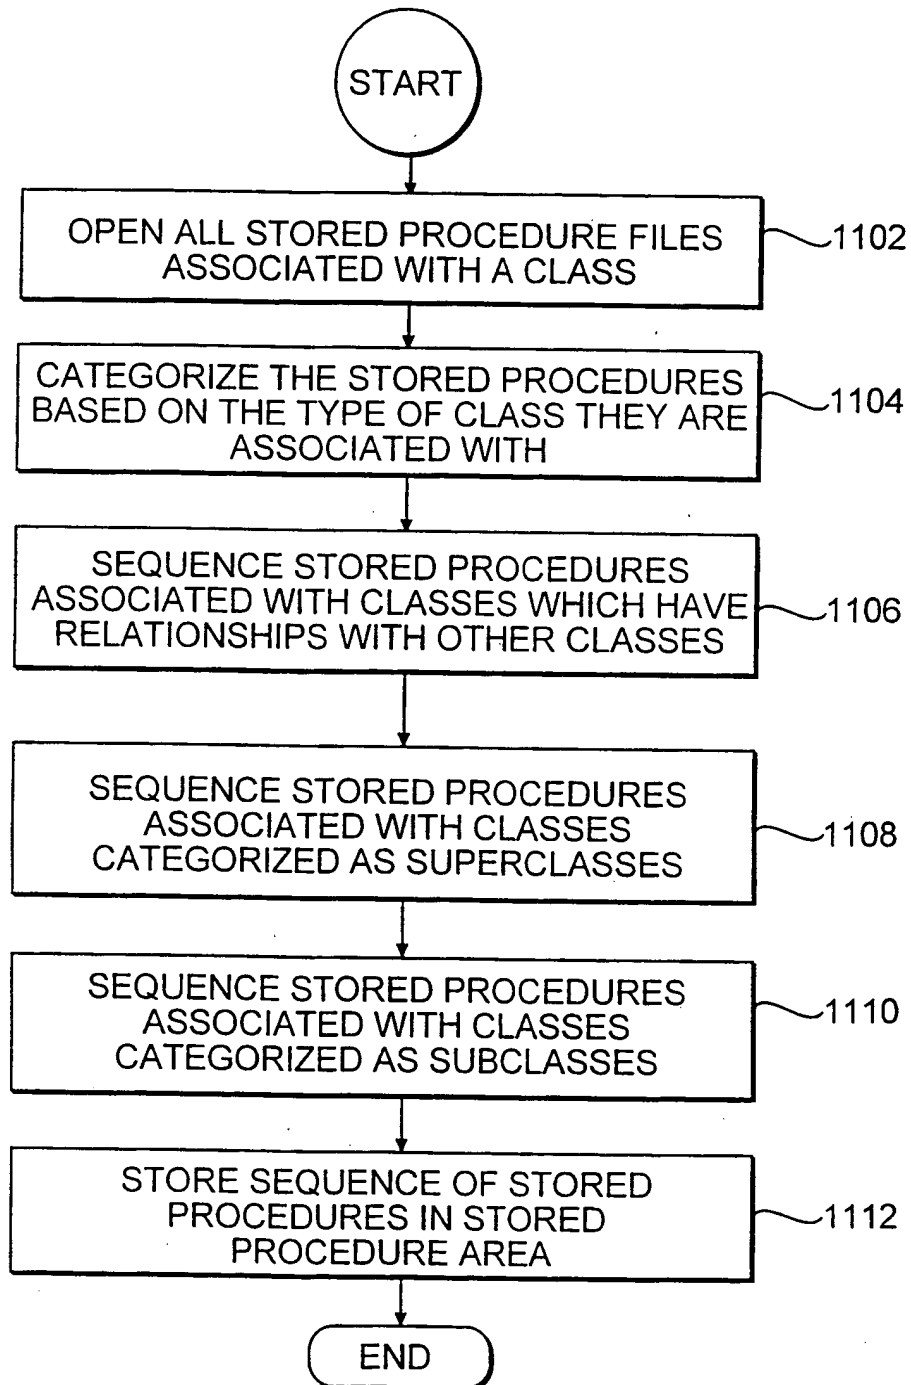 START
OPEN ALL STORED PROCEDURE FILES
ASSOCIATED WITH A CLASS
1102
CATEGORIZE THE STORED PROCEDURES
BASED ON THE TYPE OF CLASS THEY ARE
ASSOCIATED WITH
1104
SEQUENCE STORED PROCEDURES
ASSOCIATED WITH CLASSES WHICH HAVE
RELATIONSHIPS WITH OTHER CLASSES
1106
SEQUENCE STORED PROCEDURES
ASSOCIATED WITH CLASSES
CATEGORIZED AS SUPERCLASSES
1108
SEQUENCE STORED PROCEDURES
ASSOCIATED WITH CLASSES
CATEGORIZED AS SUBCLASSES
1110
STORE SEQUENCE OF STORED
PROCEDURES IN STORED
PROCEDURE AREA
1112
END